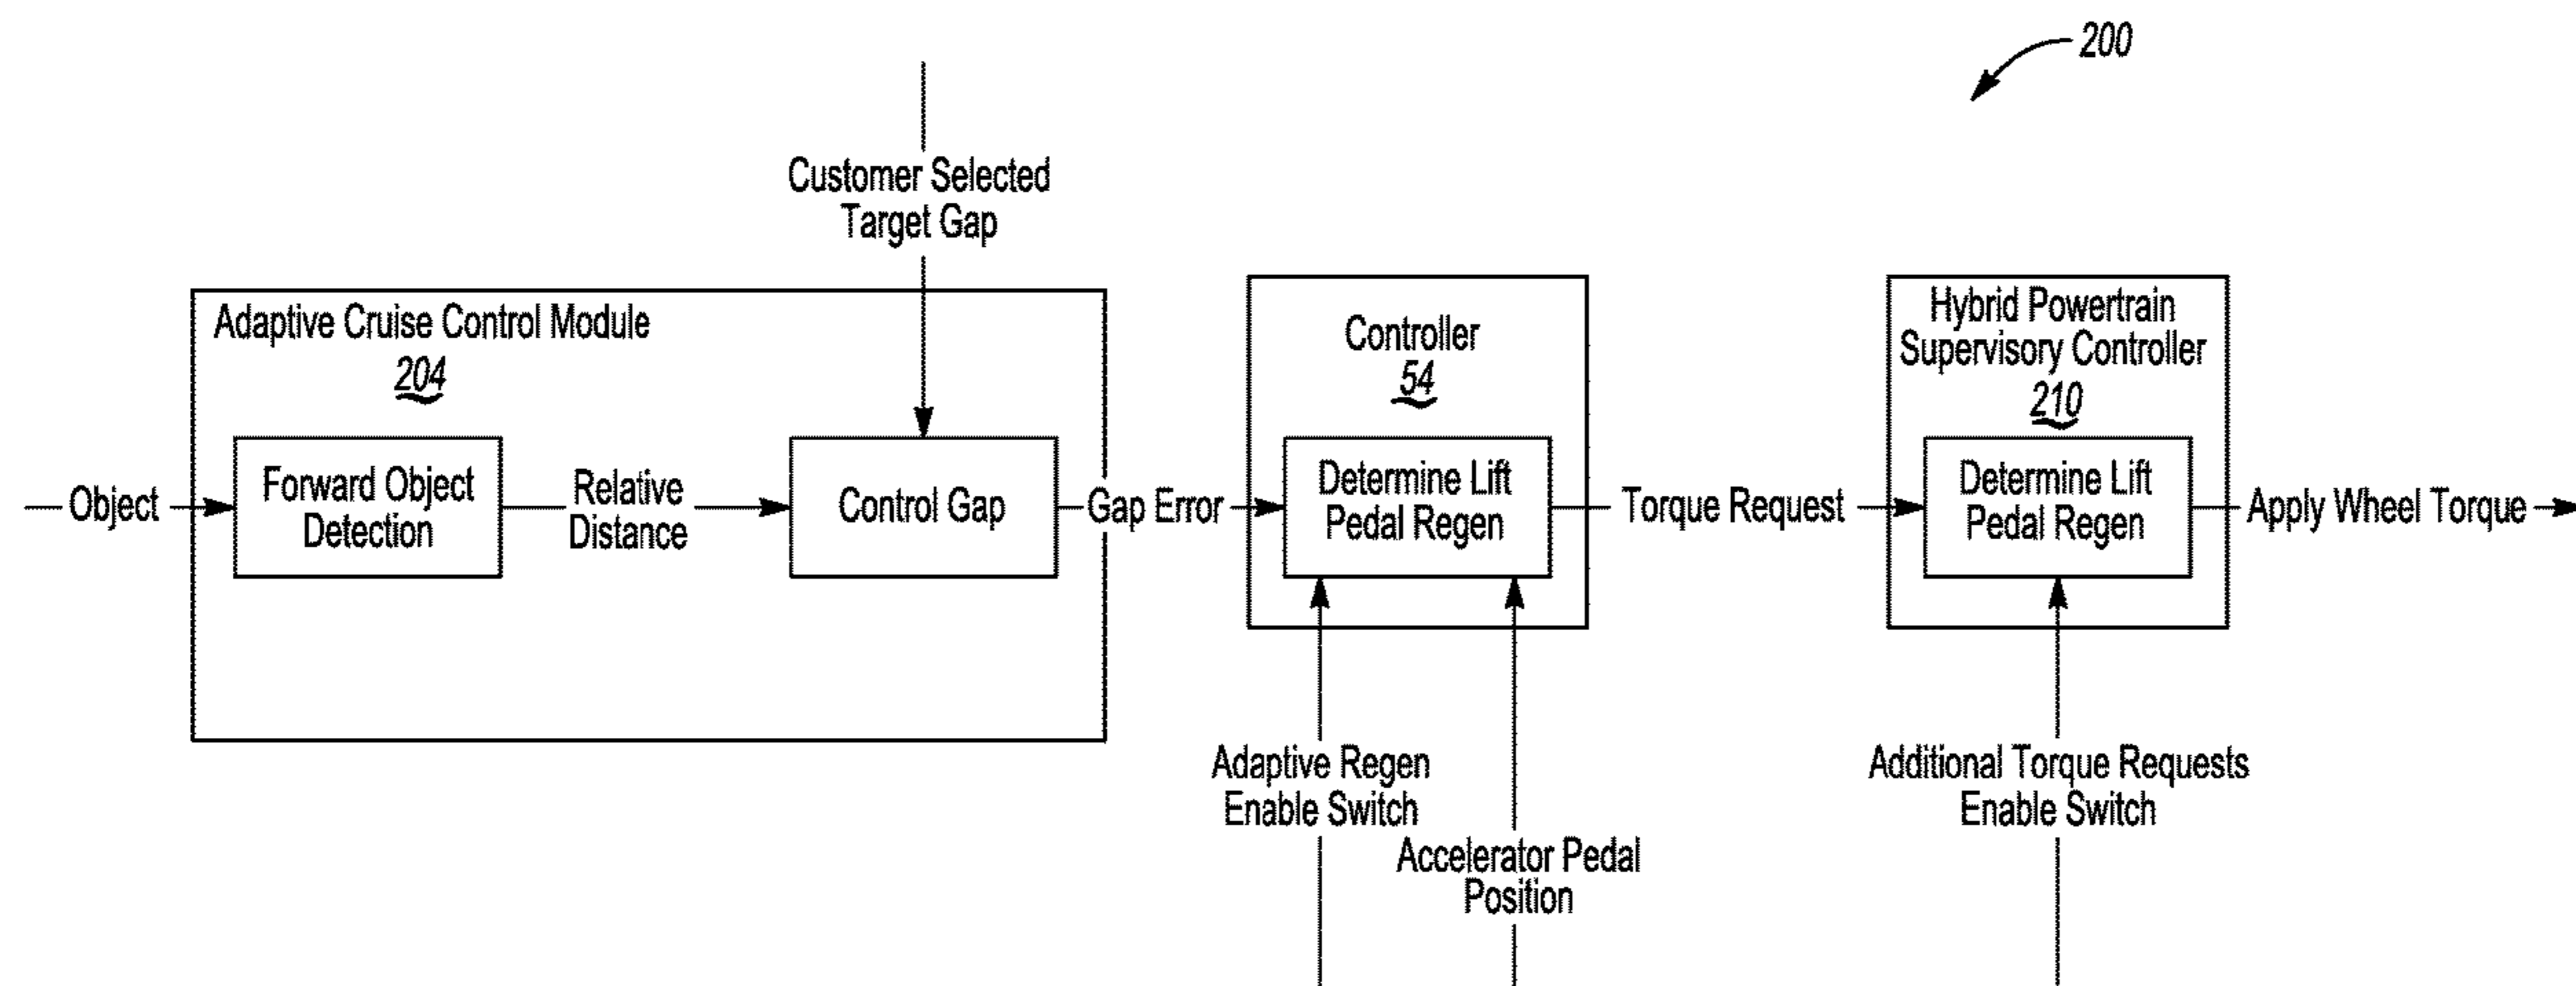 200
Customer Selected
Target Gap
Adaptive Cruise Control Module
204
Controller
54
Hybrid Powertrain
Supervisory Controller
210
Object
Forward Object
Detection
Relative
Distance
Control Gap
Gap Error
Determine Lift
Pedal Regen
Torque Request
Determine Lift
Pedal Regen
Apply Wheel Torque
Adaptive Regen
Enable Switch
Accelerator Pedal
Position
Additional Torque Requests
Enable Switch